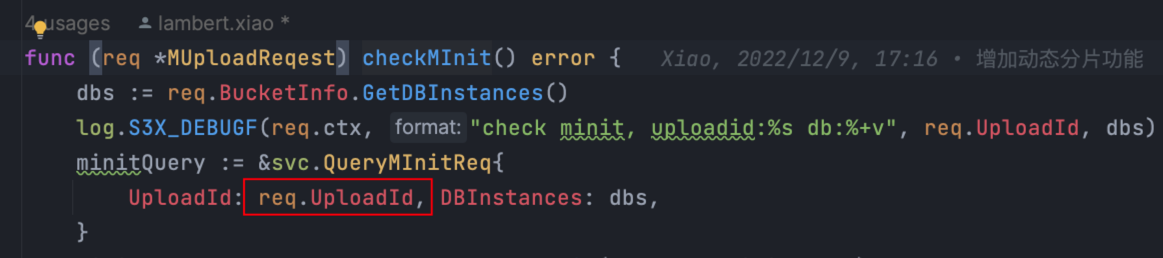 4 usages lambert.xiao *
func (req *MUploadReqest) checkMInit() error { Xiao, 2022/12/9, 17:16 • 增加动态分片功能
dbs := req.BucketInfo.GetDBInstances()
log.S3X_DEBUGF(req.ctx, format: "check minit, uploadid:%s db:%+v", req.UploadId, dbs)
minitQuery := &svc.QueryMInitReq{
UploadId: req.UploadId, DBInstances: dbs,
}